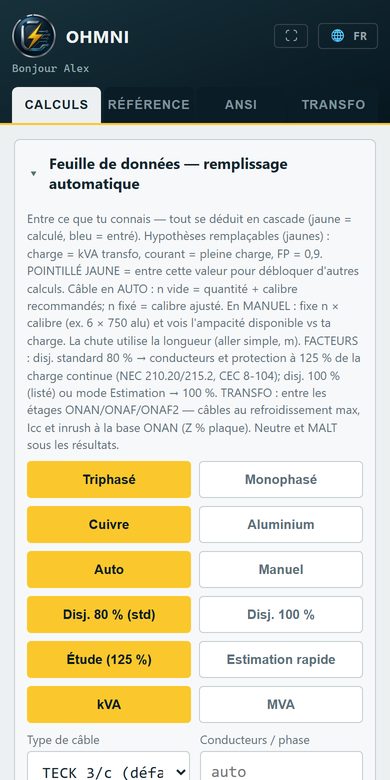 OHMNI
FR
Bonjour Alex
CALCULS RÉFÉRENCE ANSI TRANSFO
Feuille de données — remplissage
automatique
Entre ce que tu connais — tout se déduit en cascade (jaune =
calculé, bleu = entré). Hypothèses remplaçables (jaunes) :
charge = kVA transfo, courant = pleine charge, FP = 0,9.
POINTILLÉ JAUNE = entre cette valeur pour débloquer d'autres
calculs. Câble en AUTO : n vide = quantité + calibre
recommandés; n fixé = calibre ajusté. En MANUEL : fixe n ×
calibre (ex. 6 × 750 alu) et vois l'ampacité disponible vs ta
charge. La chute utilise la longueur (aller simple, m). FACTEURS
: disj. standard 80 % → conducteurs et protection à 125 % de la
charge continue (NEC 210.20/215.2, CEC 8-104); disj. 100 %
(listé) ou mode Estimation → 100 %. TRANSFO : entre les
étages ONAN/ONAF/ONAF2 — câbles au refroidissement max,
Icc et inrush à la base ONAN (Z % plaque). Neutre et MALT
sous les résultats.
Triphasé Monophasé
Cuivre Aluminium
Auto Manuel
Disj. 80 % (std) Disj. 100 %
Étude (125 %) Estimation rapide
kVA MVA
Type de câble Conducteurs / phase
TECK 3/c (défa auto